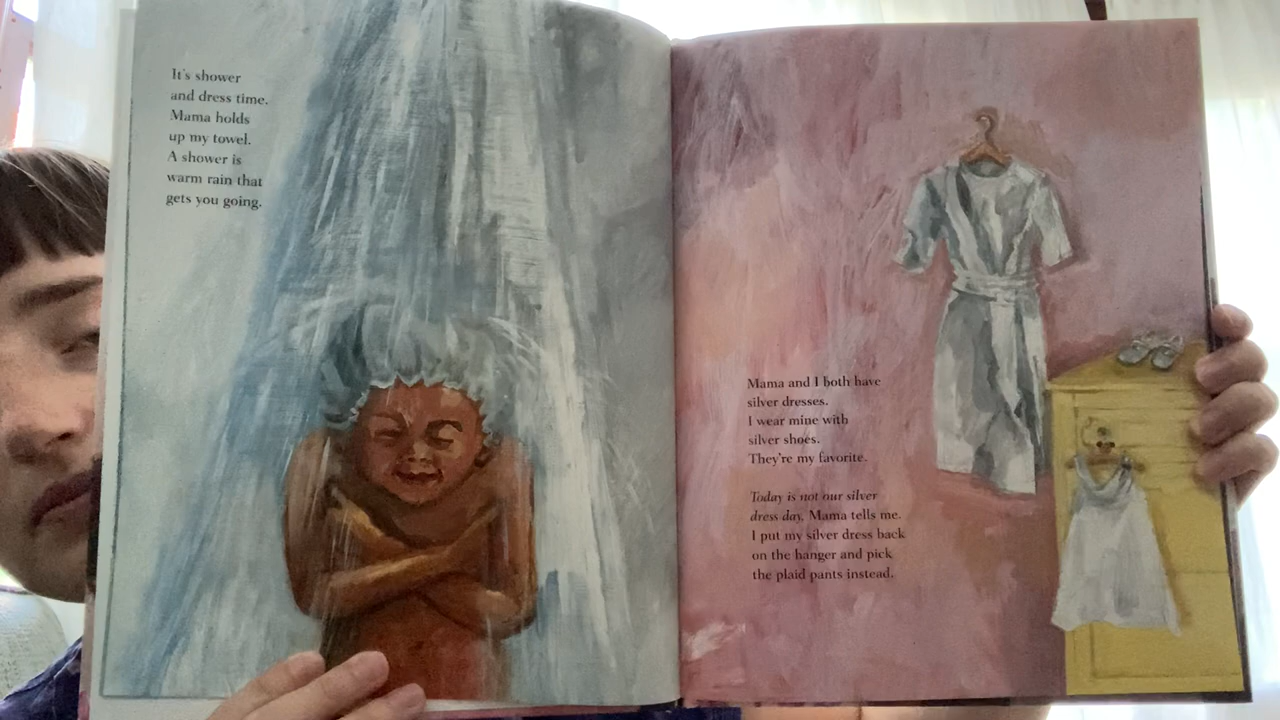 It's shower
and dress time.
Mama holds
up my towel.
A shower is
warm rain that
gets you going.
Mama and I both have
silver dresses.
I wear mine with
silver shoes.
They're my favorite.
Today is not our silver
dress day, Mama tells me.
I put my silver dress back
on the hanger and pick
the plaid pants instead.